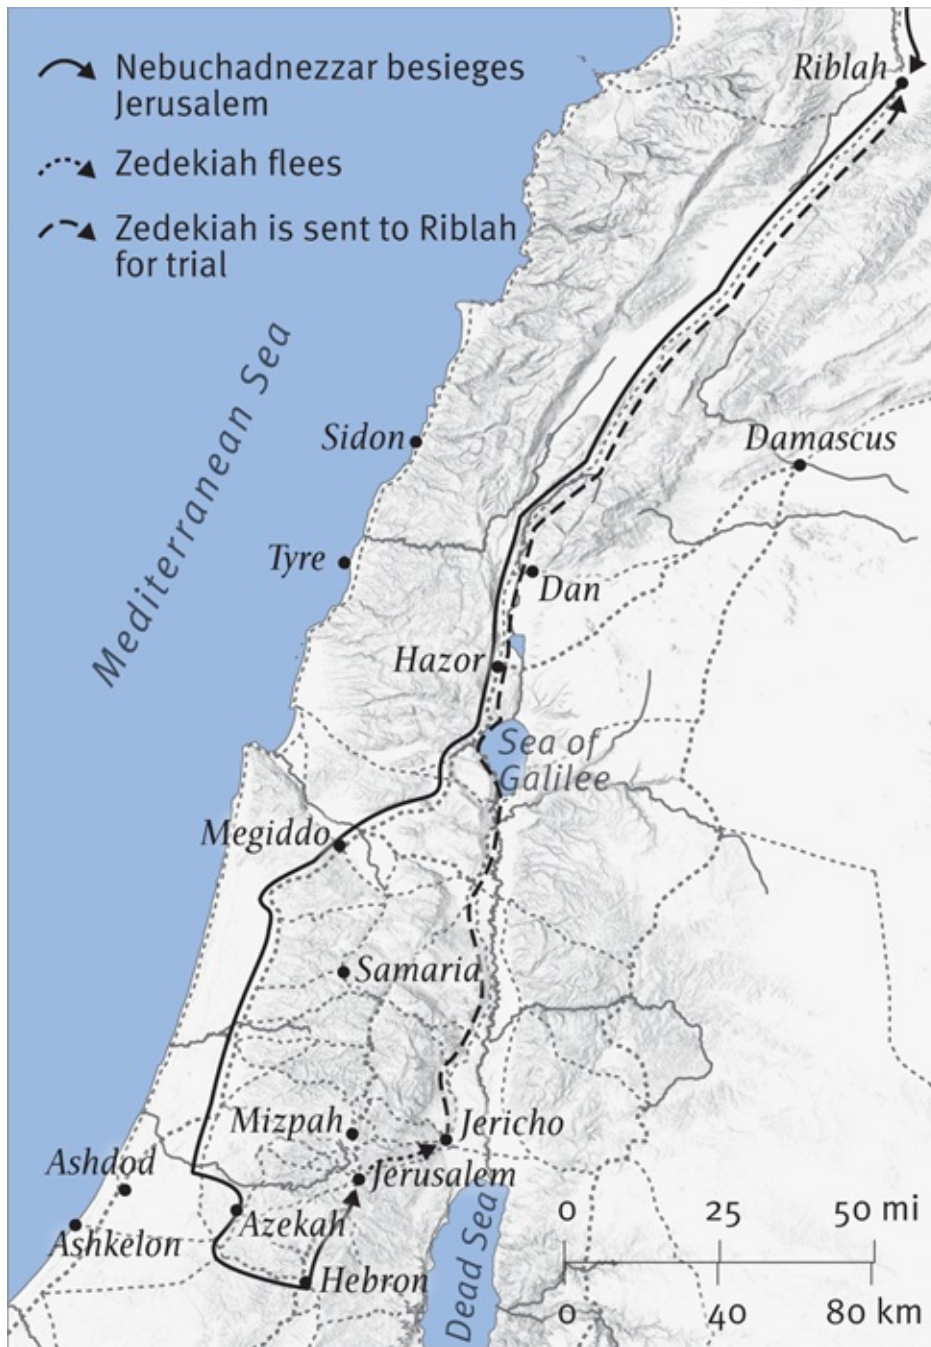 Nebuchadnezzar besieges
Jerusalem
Zedekiah flees
Zedekiah is sent to Riblah
for trial
Riblah
Mediterranean Sea
Sidon
Damascus
Tyre
Dan
Hazor
Sea of
Galilee
Megiddo
Samaria
Mizpah
Jericho
Ashdod
Jerusalem
Azekah
Ashkelon
Hebron
Dead Sea
0 25 50 mi
0 40 80 km